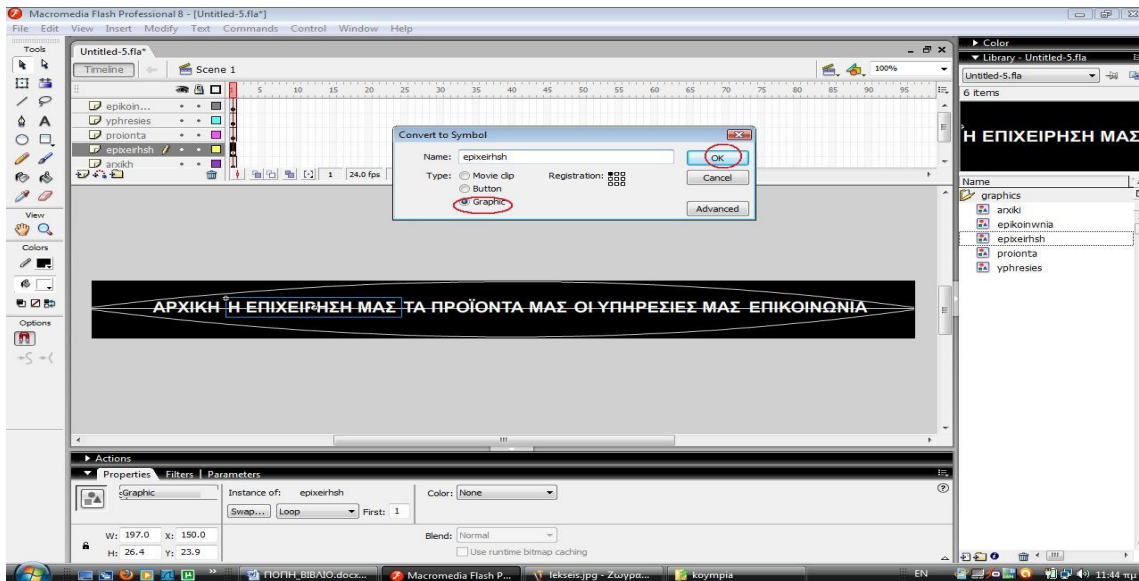 Macromedia Flash Professional 8 - [Untitled-5.fla*]
File Edit View Insert Modify Text Commands Control Window Help
Tools
View
Colors
Options
Untitled-5.fla*
Timeline
Scene 1
100%
5 10 15 20 25 30 35 40 45 50 55 60 65 70 75 80 85 90 95
epikoin...
yphresies
proionta
epixeirhsh
arxikh
1 24.0 fps
Convert to Symbol
Name: epixeirhsh
OK
Type: Movie clip Registration:
Cancel
Button
Graphic
Advanced
ΑΡΧΙΚΗ Η ΕΠΙΧΕΙΡΗΣΗ ΜΑΣ ΤΑ ΠΡΟΪΟΝΤΑ ΜΑΣ ΟΙ ΥΠΗΡΕΣΙΕΣ ΜΑΣ ΕΠΙΚΟΙΝΩΝΙΑ
Actions
Properties Filters Parameters
Graphic
Instance of: epixeirhsh
Color: None
Swap... Loop First: 1
W: 197.0 X: 150.0
Blend: Normal
H: 26.4 Y: 23.9
Use runtime bitmap caching
Color
Library - Untitled-5.fla
Untitled-5.fla
6 items
Η ΕΠΙΧΕΙΡΗΣΗ ΜΑΣ
Name
graphics
arxiki
epikoinwnia
epixeirhsh
proionta
yphresies
ΠΟΠΗ_ΒΙΒΛΙΟ.docx...
Macromedia Flash P...
lekseis.jpg - Ζωγρα...
koympia
EN
11:44 πμ